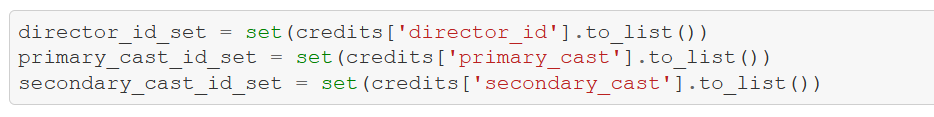 director_id_set = set(credits['director_id'].to_list())
primary_cast_id_set = set(credits['primary_cast'].to_list())
secondary_cast_id_set = set(credits['secondary_cast'].to_list())